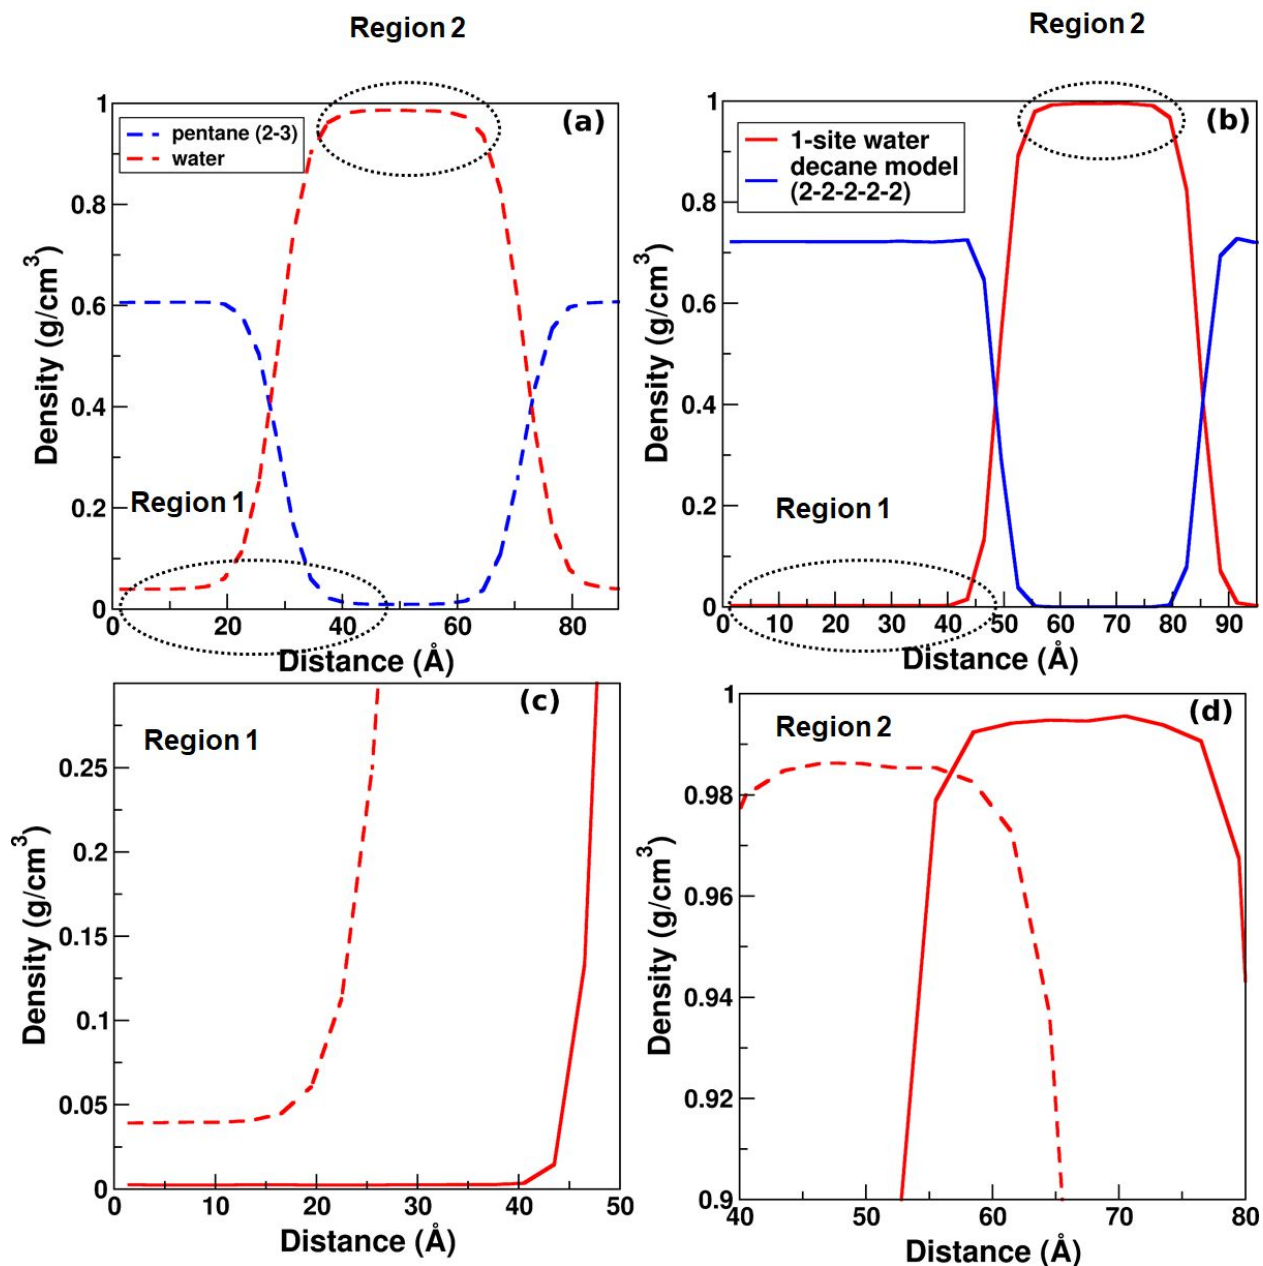 Region 2
Region 2
(a)
pentane (2-3)
water
Region 1
1
0.8
0.6
0.4
0.2
0
0
20
40
60
80
Density (g/cm³)
Distance (Å)
(b)
1-site water
decane model
(2-2-2-2-2)
Region 1
1
0.8
0.6
0.4
0.2
0
0
10
20
30
40
50
60
70
80
90
Density (g/cm³)
Distance (Å)
(c)
Region 1
0.25
0.2
0.15
0.1
0.05
0
0
10
20
30
40
50
Density (g/cm³)
Distance (Å)
(d)
Region 2
1
0.98
0.96
0.94
0.92
0.9
40
50
60
70
80
Density (g/cm³)
Distance (Å)